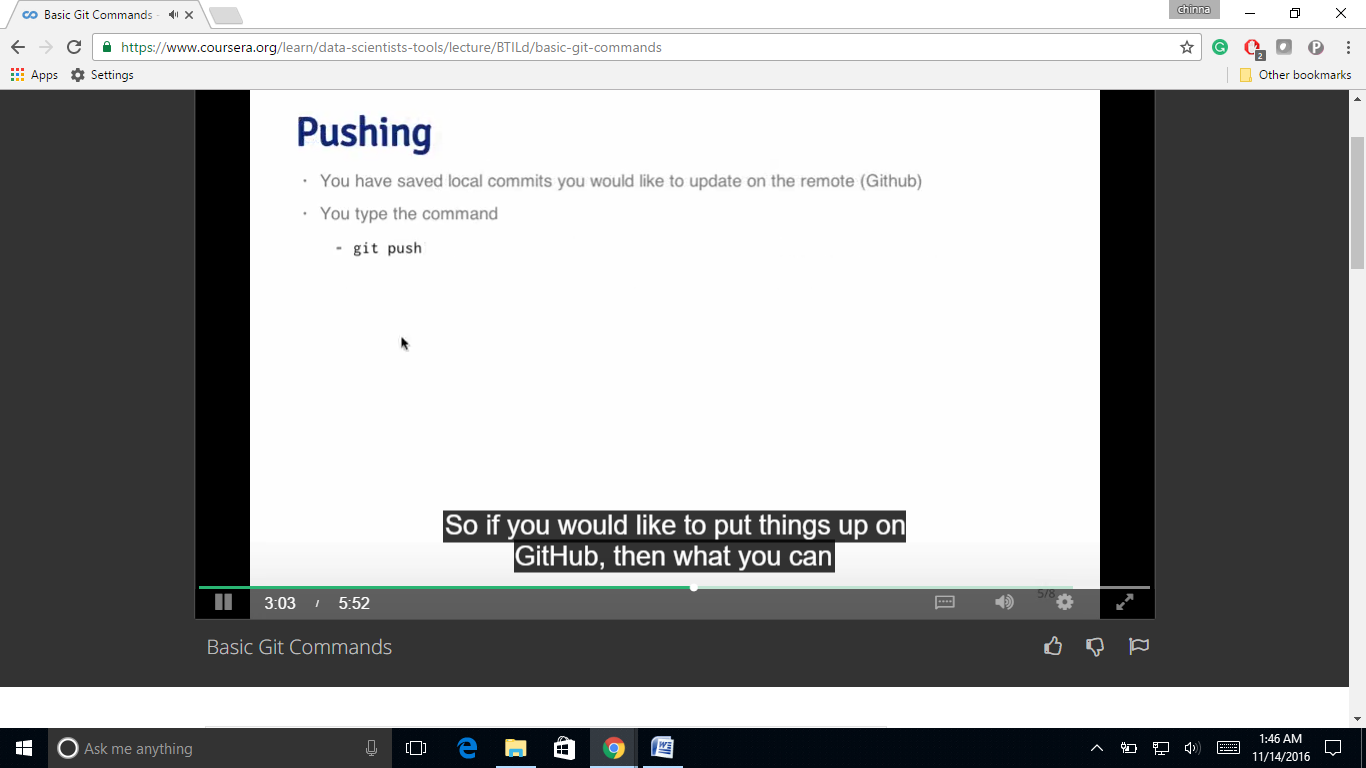 Basic Git Commands -
chinna
https://www.coursera.org/learn/data-scientists-tools/lecture/BTILd/basic-git-commands
2
Apps
Settings
Other bookmarks
Pushing
· You have saved local commits you would like to update on the remote (Github)
· You type the command
- git push
So if you would like to put things up on
GitHub, then what you can
3:03 / 5:52
5/8
Basic Git Commands
Ask me anything
1:46 AM
11/14/2016